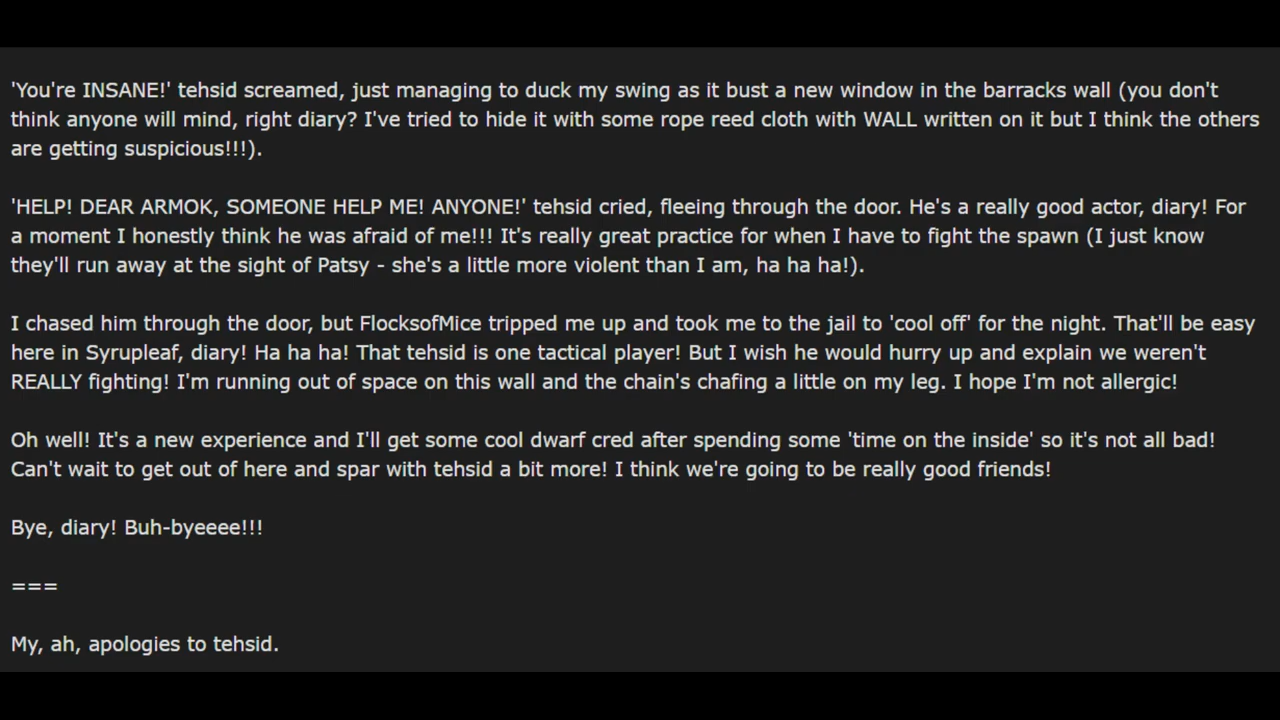 'You're INSANE!' tehsid screamed, just managing to duck my swing as it bust a new window in the barracks wall (you don't
think anyone will mind, right diary? I've tried to hide it with some rope reed cloth with WALL written on it but I think the others
are getting suspicious!!!).
'HELP! DEAR ARMOK, SOMEONE HELP ME! ANYONE!' tehsid cried, fleeing through the door. He's a really good actor, diary! For
a moment I honestly think he was afraid of me!!! It's really great practice for when I have to fight the spawn (I just know
they'll run away at the sight of Patsy - she's a little more violent than I am, ha ha ha!).
I chased him through the door, but FlocksofMice tripped me up and took me to the jail to 'cool off' for the night. That'll be easy
here in Syrupleaf, diary! Ha ha ha! That tehsid is one tactical player! But I wish he would hurry up and explain we weren't
REALLY fighting! I'm running out of space on this wall and the chain's chafing a little on my leg. I hope I'm not allergic!
Oh well! It's a new experience and I'll get some cool dwarf cred after spending some 'time on the inside' so it's not all bad!
Can't wait to get out of here and spar with tehsid a bit more! I think we're going to be really good friends!
Bye, diary! Buh-byeeee!!!
===
My, ah, apologies to tehsid.